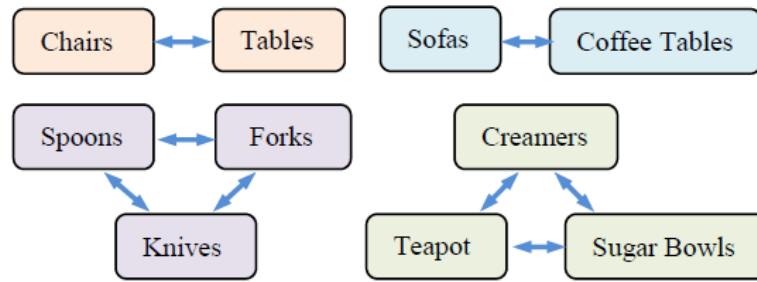 Chairs
Tables
Sofas
Coffee Tables
Spoons
Forks
Creamers
Knives
Teapot
Sugar Bowls